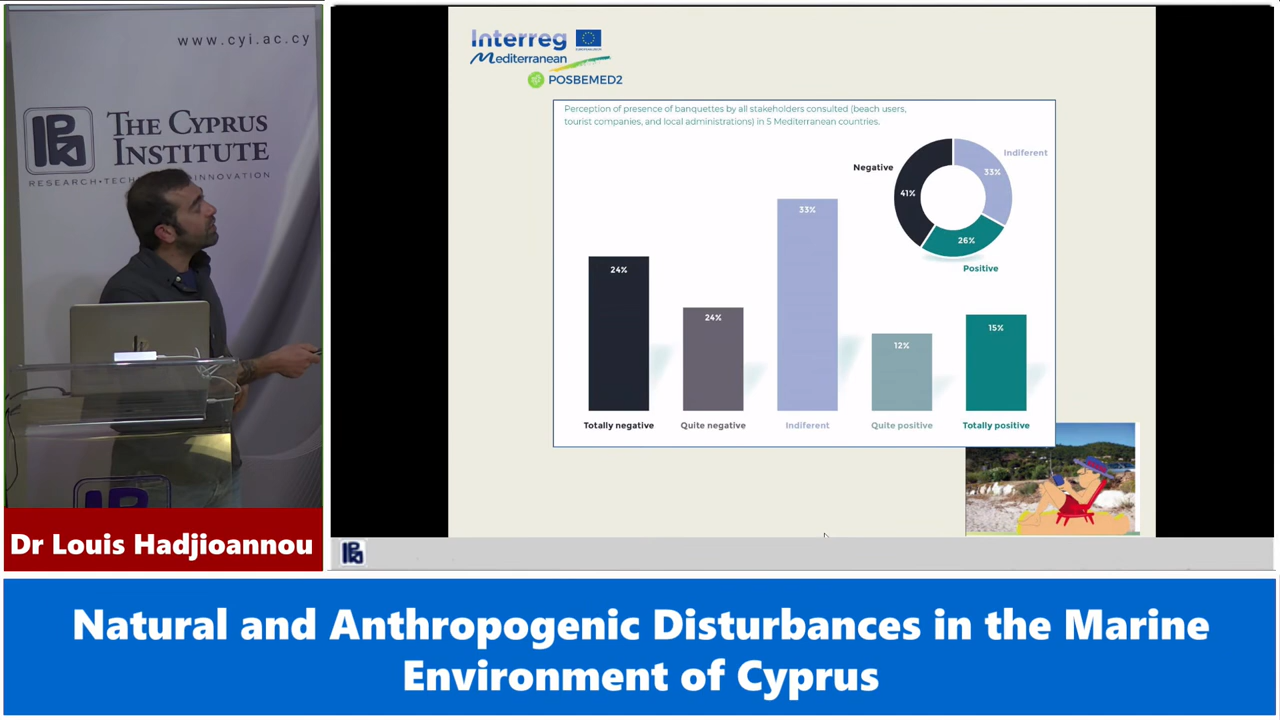 www.cyi.ac.cy
THE CYPRUS
INSTITUTE
Interreg
Mediterranean
POSBEMED2
Perception of presence of banquettes by all stakeholders consulted (beach users,
tourist companies, and local administrations) in 5 Mediterranean countries.
Negative
Indiferent
41%
33%
26%
Positive
24%
24%
33%
12%
15%
Totally negative
Quite negative
Indiferent
Quite positive
Totally positive
Dr Louis Hadjioannou
Natural and Anthropogenic Disturbances in the Marine
Environment of Cyprus